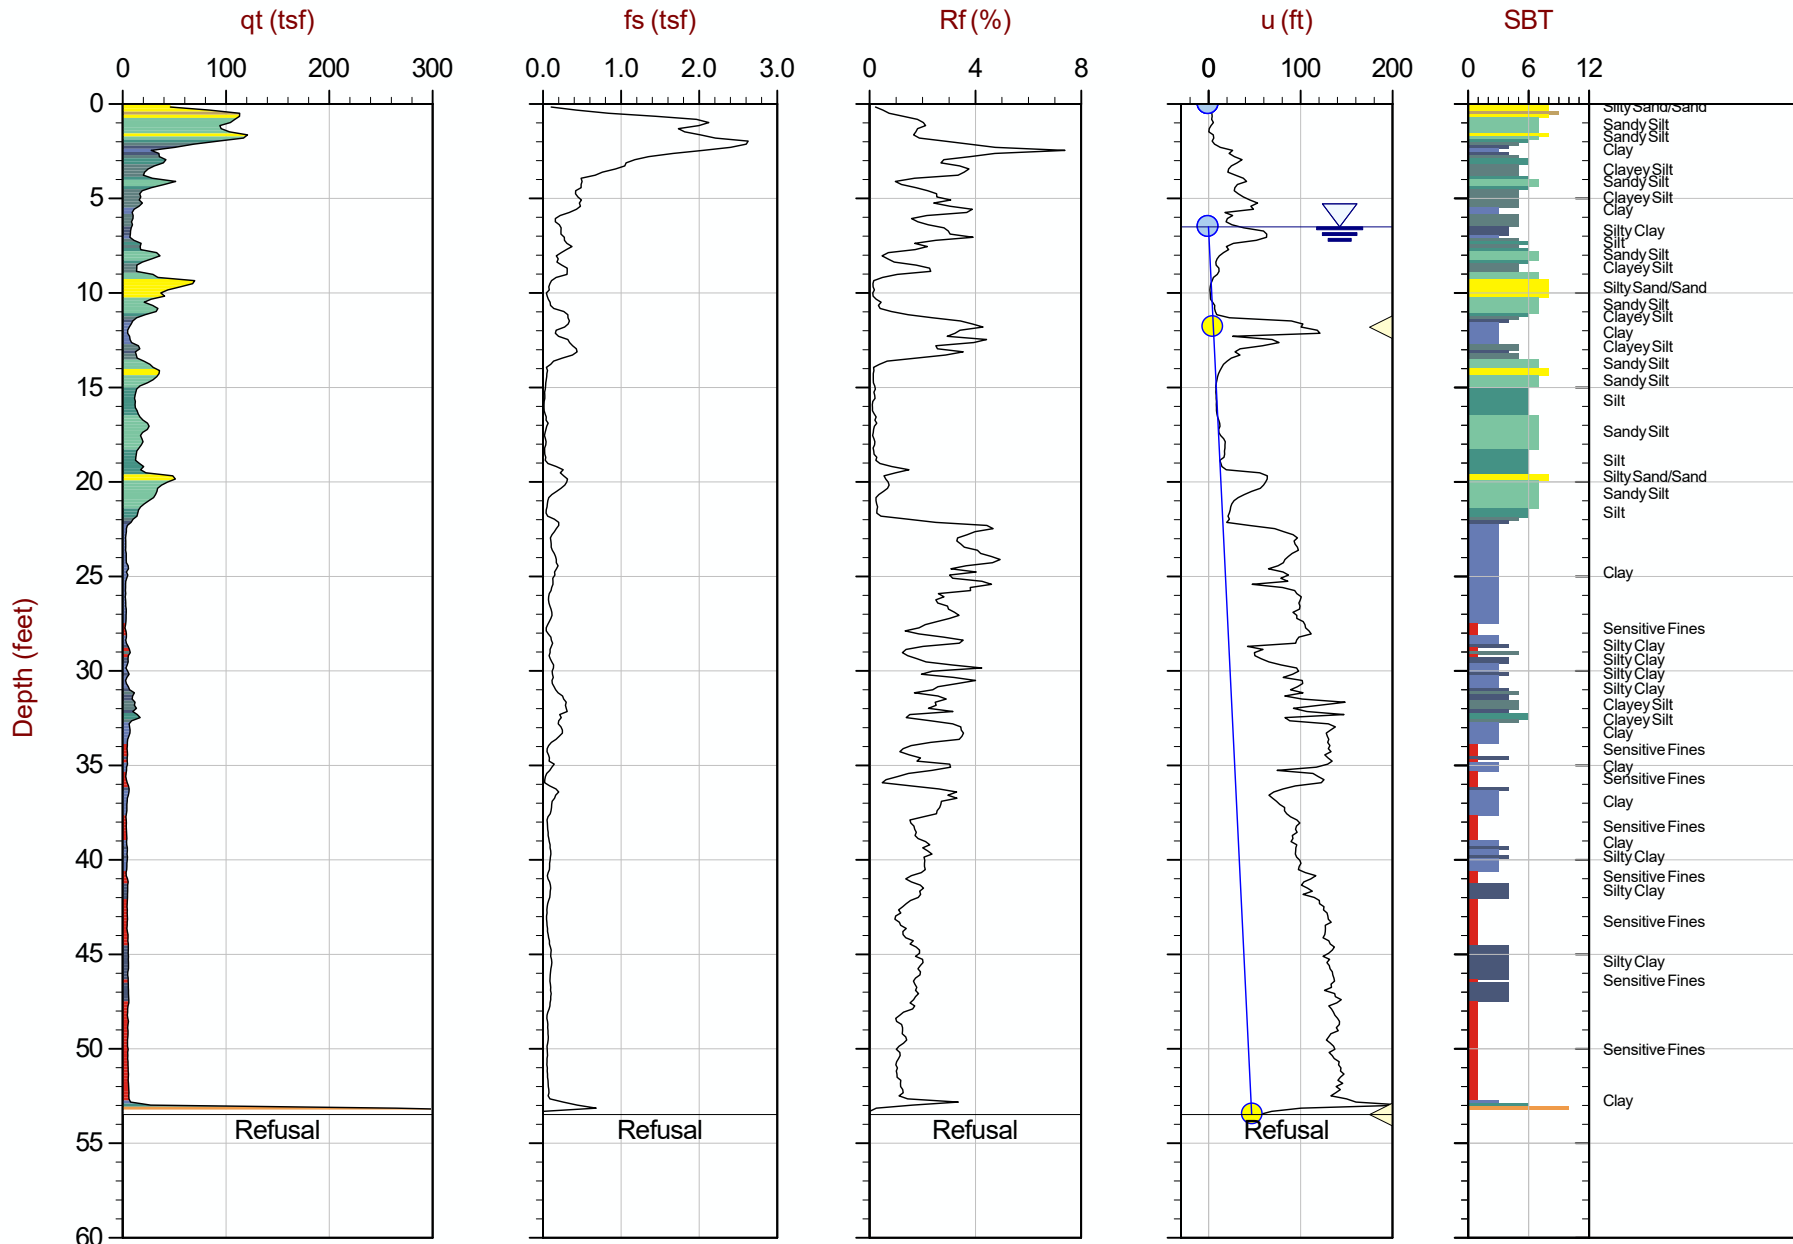 qt (tsf) fs (tsf) Rf (%) u (ft) SBT
0 100 200 300 0.0 1.0 2.0 3.0 0 4 8 0 100 200 0 6 12
Depth (feet)
0
5
10
15
20
25
30
35
40
45
50
55
60
Silty Sand/Sand
Sandy Silt
Sandy Silt
Clay
Clayey Silt
Sandy Silt
Clayey Silt
Clay
Silty Clay
Silt
Sandy Silt
Clayey Silt
Silty Sand/Sand
Sandy Silt
Clayey Silt
Clay
Clayey Silt
Sandy Silt
Sandy Silt
Silt
Sandy Silt
Silt
Silty Sand/Sand
Sandy Silt
Silt
Clay
Sensitive Fines
Silty Clay
Silty Clay
Silty Clay
Silty Clay
Clayey Silt
Clayey Silt
Clay
Sensitive Fines
Clay
Sensitive Fines
Clay
Sensitive Fines
Clay
Silty Clay
Sensitive Fines
Silty Clay
Sensitive Fines
Silty Clay
Sensitive Fines
Sensitive Fines
Clay
Refusal Refusal Refusal Refusal